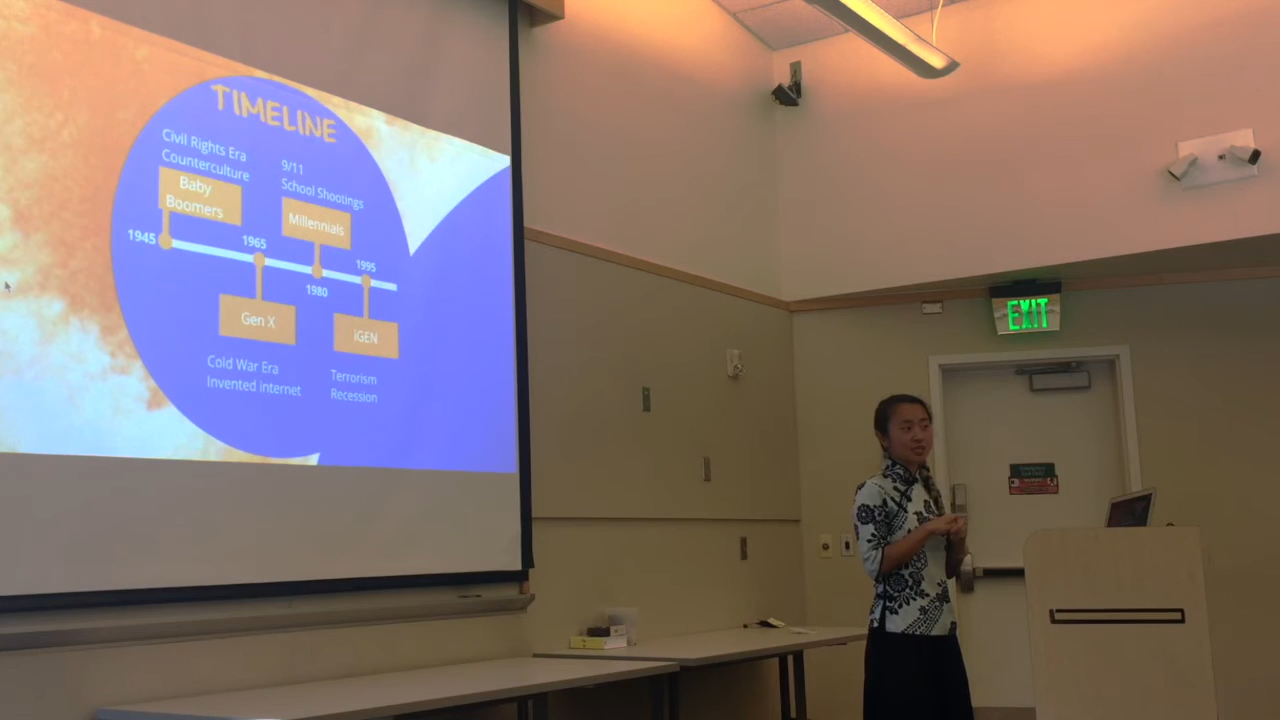 TIMELINE
Civil Rights Era
Counterculture
9/11
School Shootings
Baby
Boomers
Millennials
1945
1965
1995
1980
Gen X
iGEN
Cold War Era
Invented internet
Terrorism
Recession
EXIT